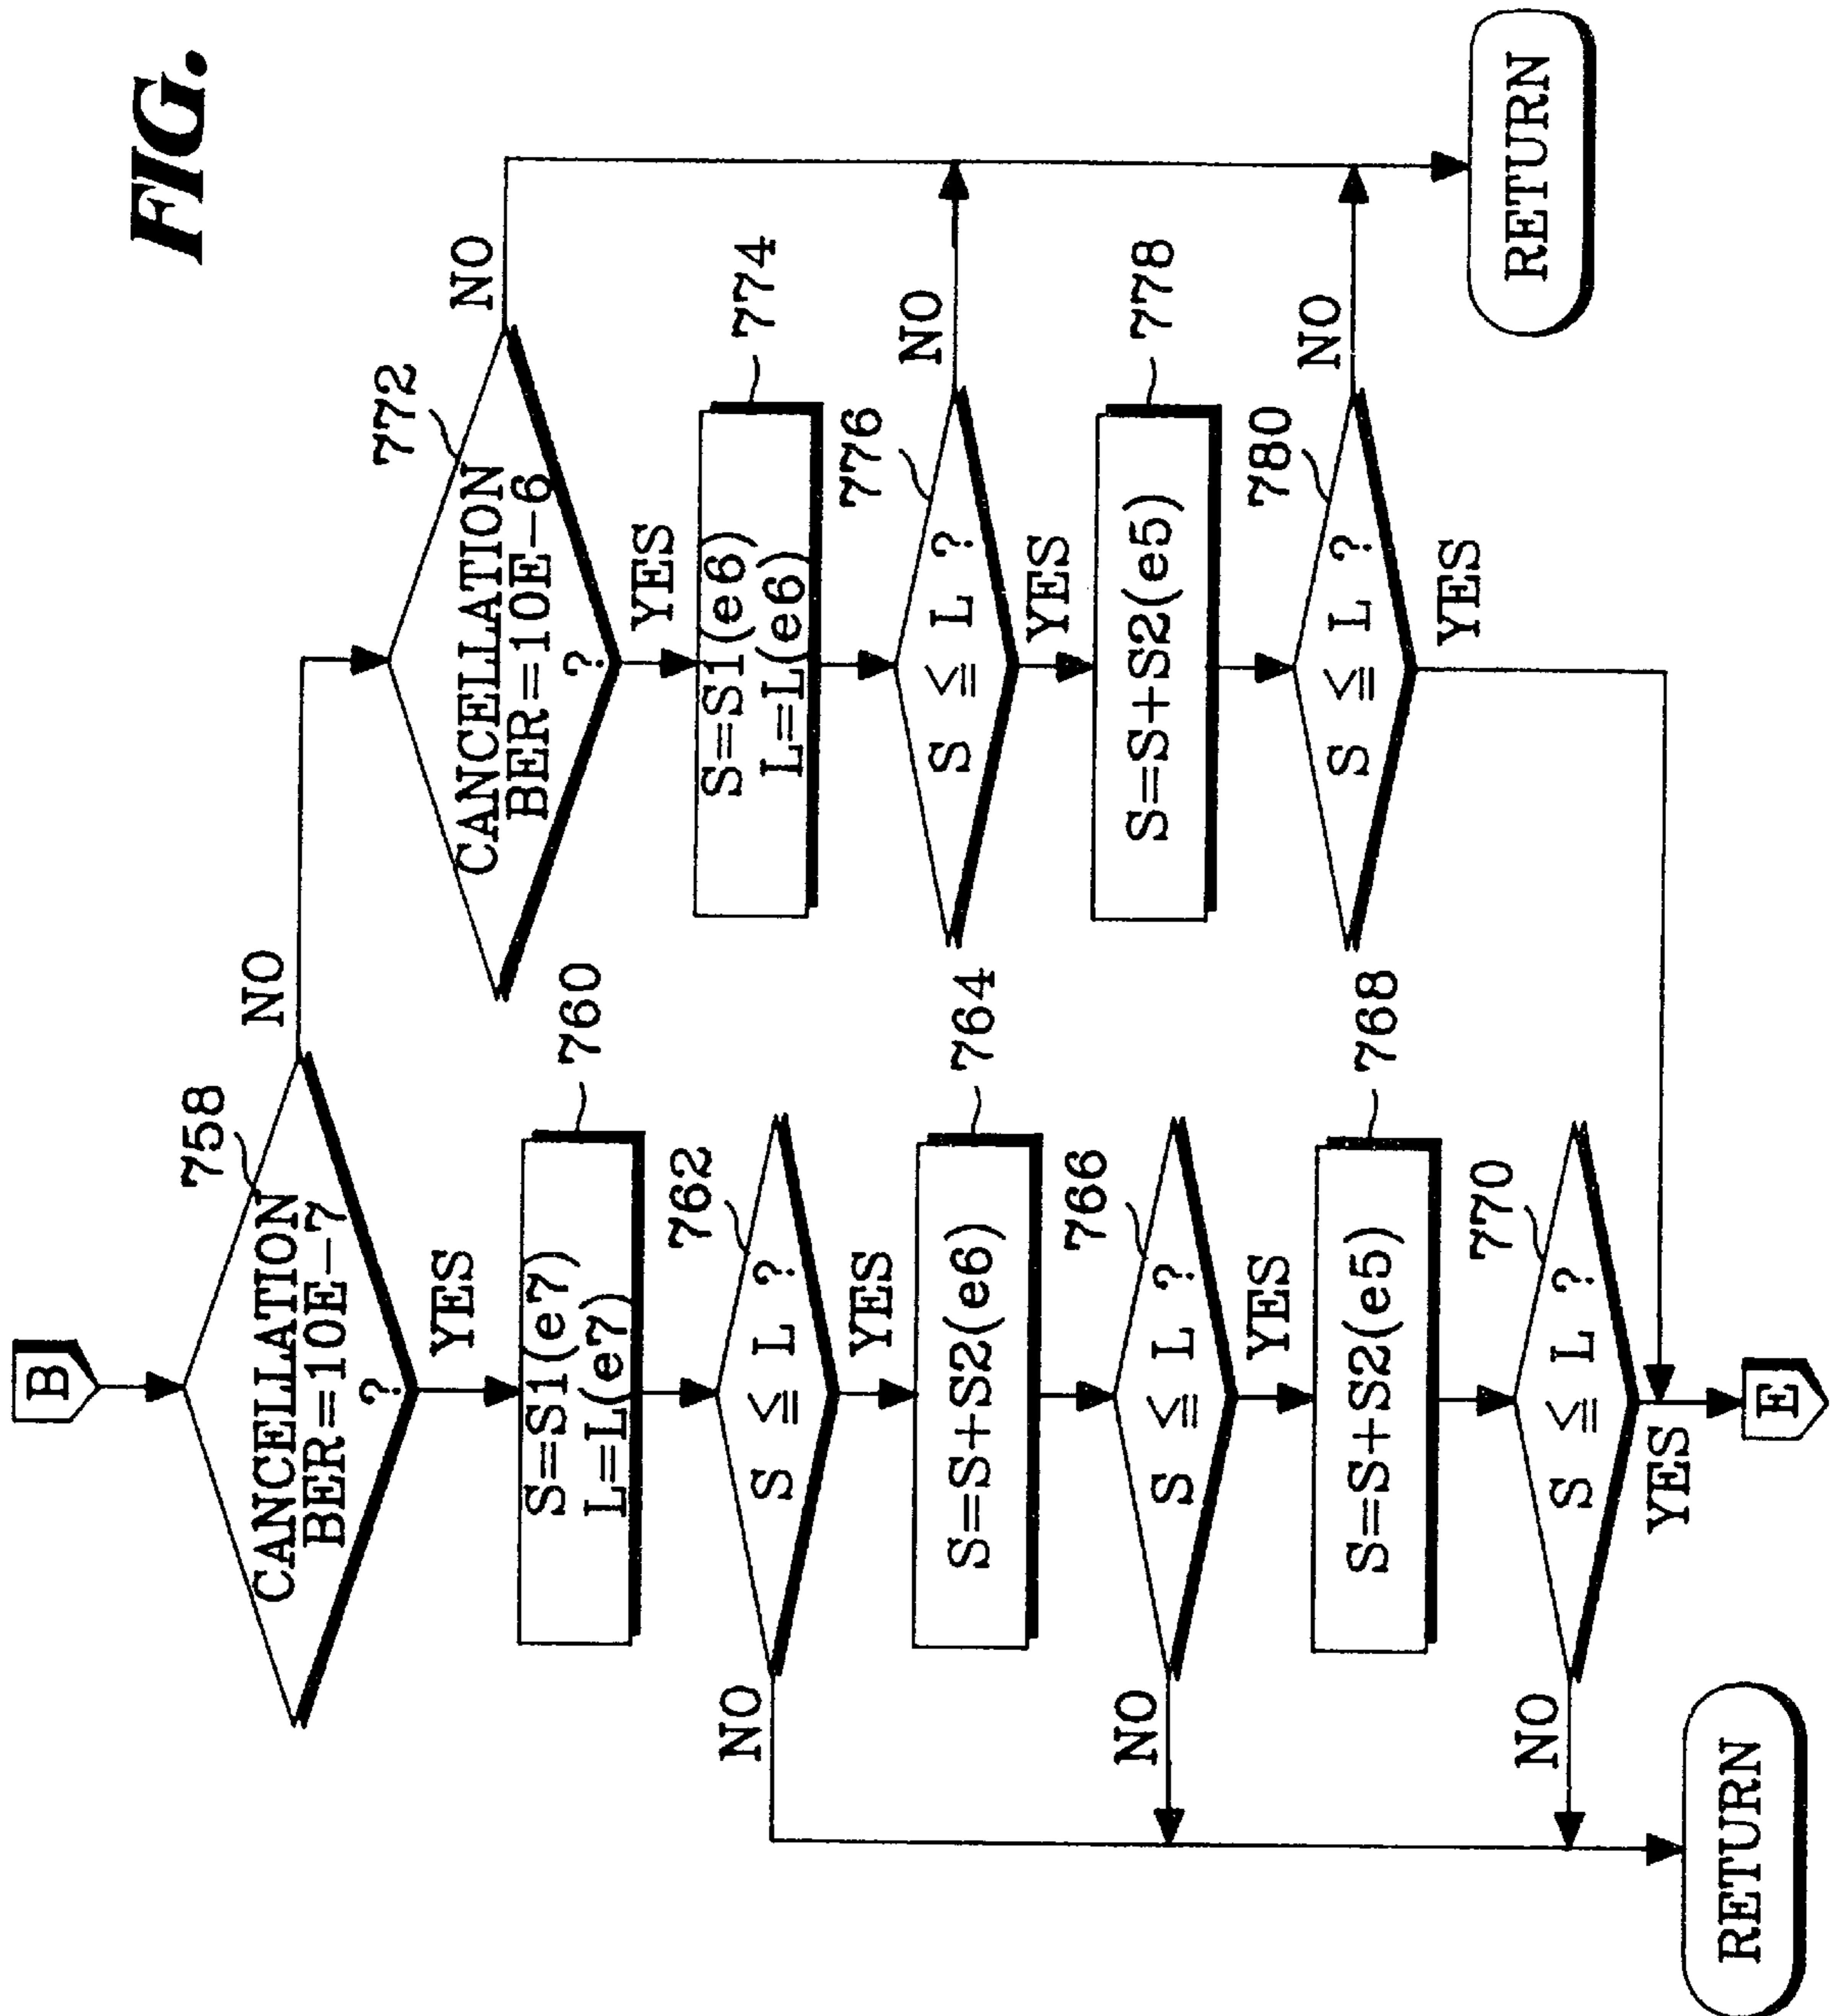 FIG.
B
758
CANCELLATION
BER=10E-7
?
NO
YES
760
S=S1(e7)
L=L(e7)
762
S ≦ L ?
NO
YES
764
S=S+S2(e6)
766
S ≦ L ?
NO
YES
768
S=S+S2(e5)
770
S ≦ L ?
NO
YES
E
RETURN
772
CANCELLATION
BER=10E-6
?
NO
YES
774
S=S1(e6)
L=L(e6)
776
S ≦ L ?
NO
YES
778
S=S+S2(e5)
780
S ≦ L ?
NO
YES
RETURN